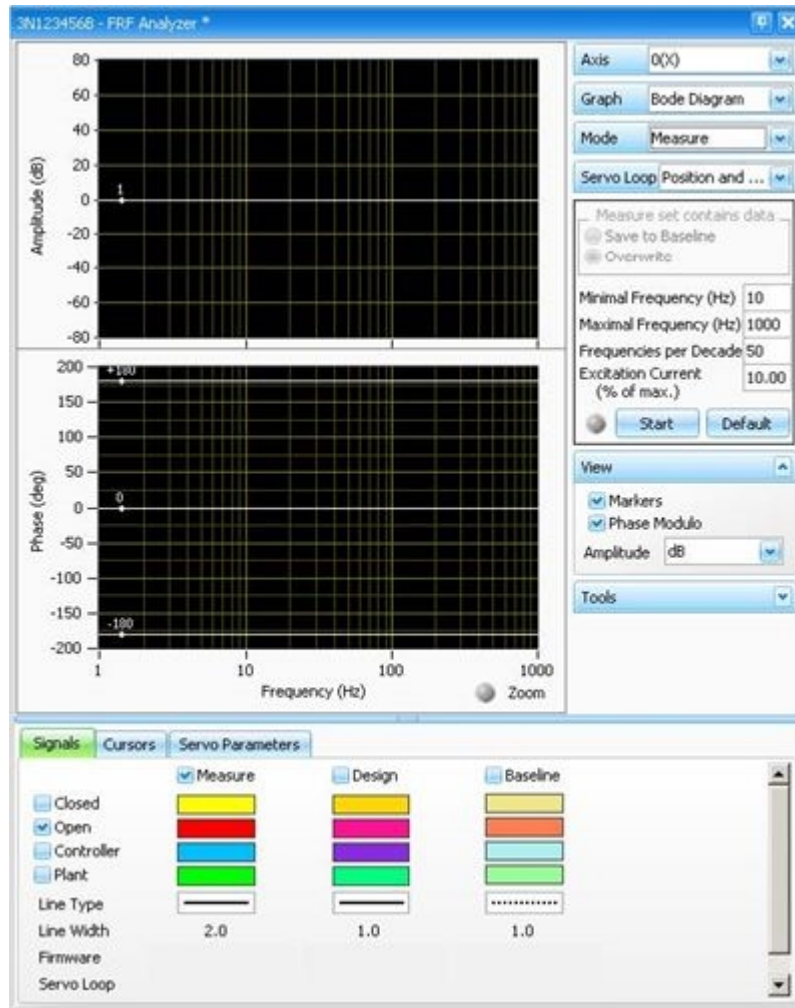 3N1234568 - FRF Analyzer *
80
60
40
20
0
-20
-40
-60
-80
Amplitude (dB)
1
200
150
100
50
0
-50
-100
-150
-200
Phase (deg)
+180
0
-180
1 10 100 1000
Frequency (Hz)
Zoom
Axis 0(X)
Graph Bode Diagram
Mode Measure
Servo Loop Position and ...
Measure set contains data
Save to Baseline
Overwrite
Minimal Frequency (Hz) 10
Maximal Frequency (Hz) 1000
Frequencies per Decade 50
Excitation Current 10.00
(% of max.)
Start Default
View
Markers
Phase Modulo
Amplitude dB
Tools
Signals Cursors Servo Parameters
Measure Design Baseline
Closed
Open
Controller
Plant
Line Type
Line Width 2.0 1.0 1.0
Firmware
Servo Loop